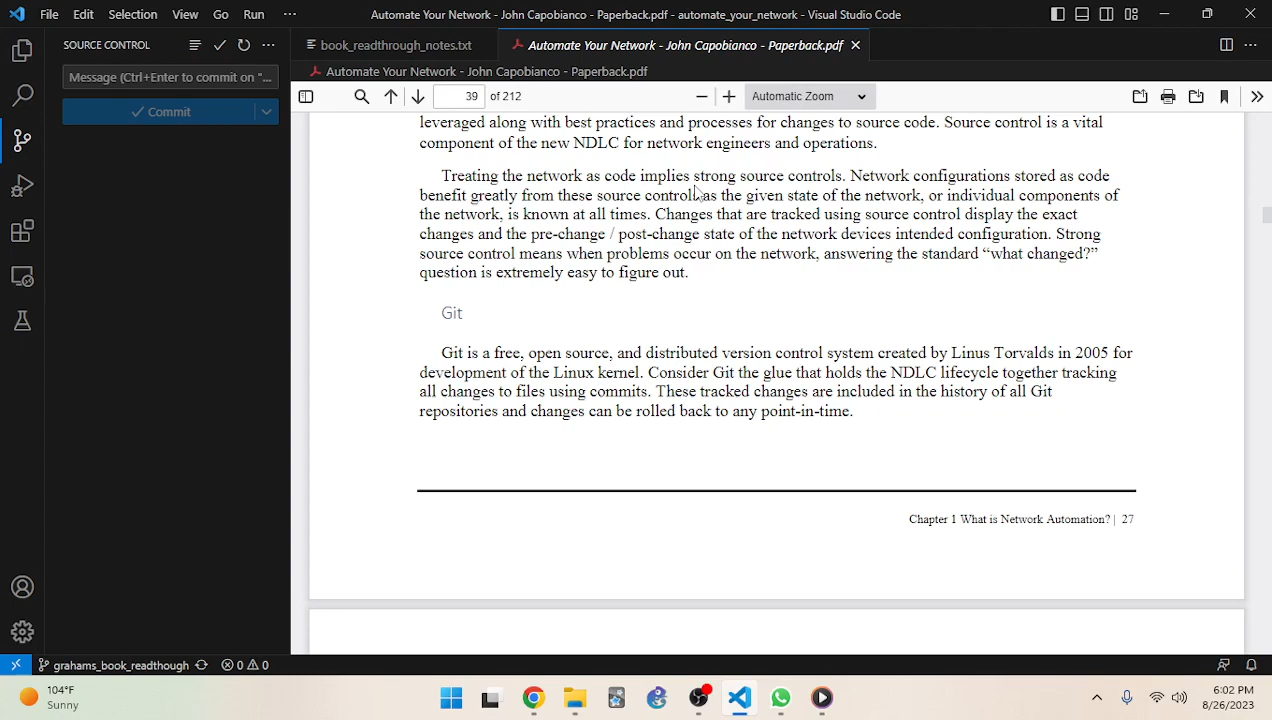 File Edit Selection View Go Run ··· Automate Your Network - John Capobianco - Paperback.pdf - automate_your_network - Visual Studio Code
SOURCE CONTROL
book_readthrough_notes.txt
Automate Your Network - John Capobianco - Paperback.pdf
Message (Ctrl+Enter to commit on "...
Automate Your Network - John Capobianco - Paperback.pdf
Commit
39 of 212
Automatic Zoom
leveraged along with best practices and processes for changes to source code. Source control is a vital
component of the new NDLC for network engineers and operations.
Treating the network as code implies strong source controls. Network configurations stored as code
benefit greatly from these source controls as the given state of the network, or individual components of
the network, is known at all times. Changes that are tracked using source control display the exact
changes and the pre-change / post-change state of the network devices intended configuration. Strong
source control means when problems occur on the network, answering the standard “what changed?”
question is extremely easy to figure out.
Git
Git is a free, open source, and distributed version control system created by Linus Torvalds in 2005 for
development of the Linux kernel. Consider Git the glue that holds the NDLC lifecycle together tracking
all changes to files using commits. These tracked changes are included in the history of all Git
repositories and changes can be rolled back to any point-in-time.
Chapter 1 What is Network Automation? | 27
grahams_book_readthough 0 0
104°F
Sunny
6:02 PM
8/26/2023